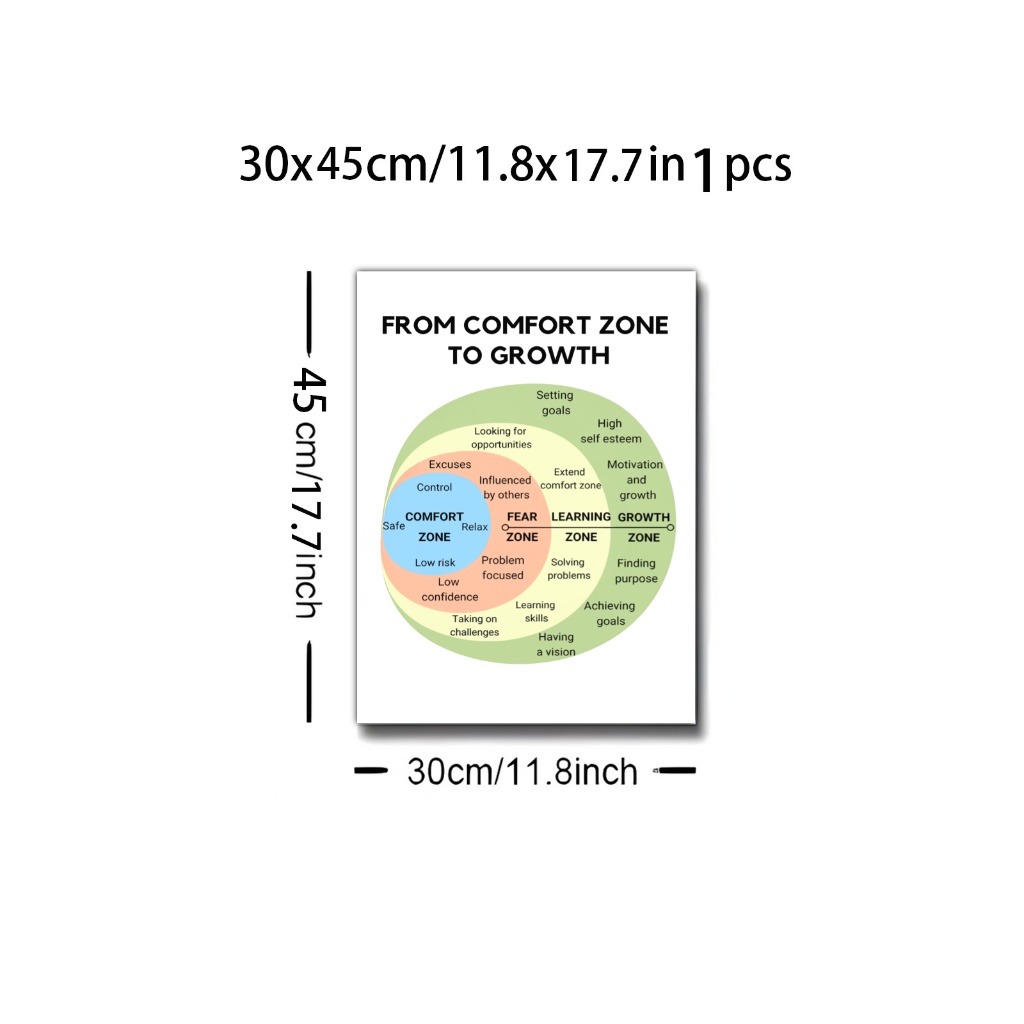 30x45cm/11.8x17.7in 1 pcs
45 cm/17.7inch
FROM COMFORT ZONE
TO GROWTH
Setting
goals
High
self esteem
Motivation
and
growth
Looking for
opportunities
Extend
comfort zone
Excuses
Influenced
by others
Control
Safe
COMFORT
ZONE
Relax
Low risk
FEAR
ZONE
LEARNING
ZONE
GROWTH
ZONE
Problem
focused
Low
confidence
Solving
problems
Learning
skills
Taking on
challenges
Finding
purpose
Achieving
goals
Having
a vision
30cm/11.8inch